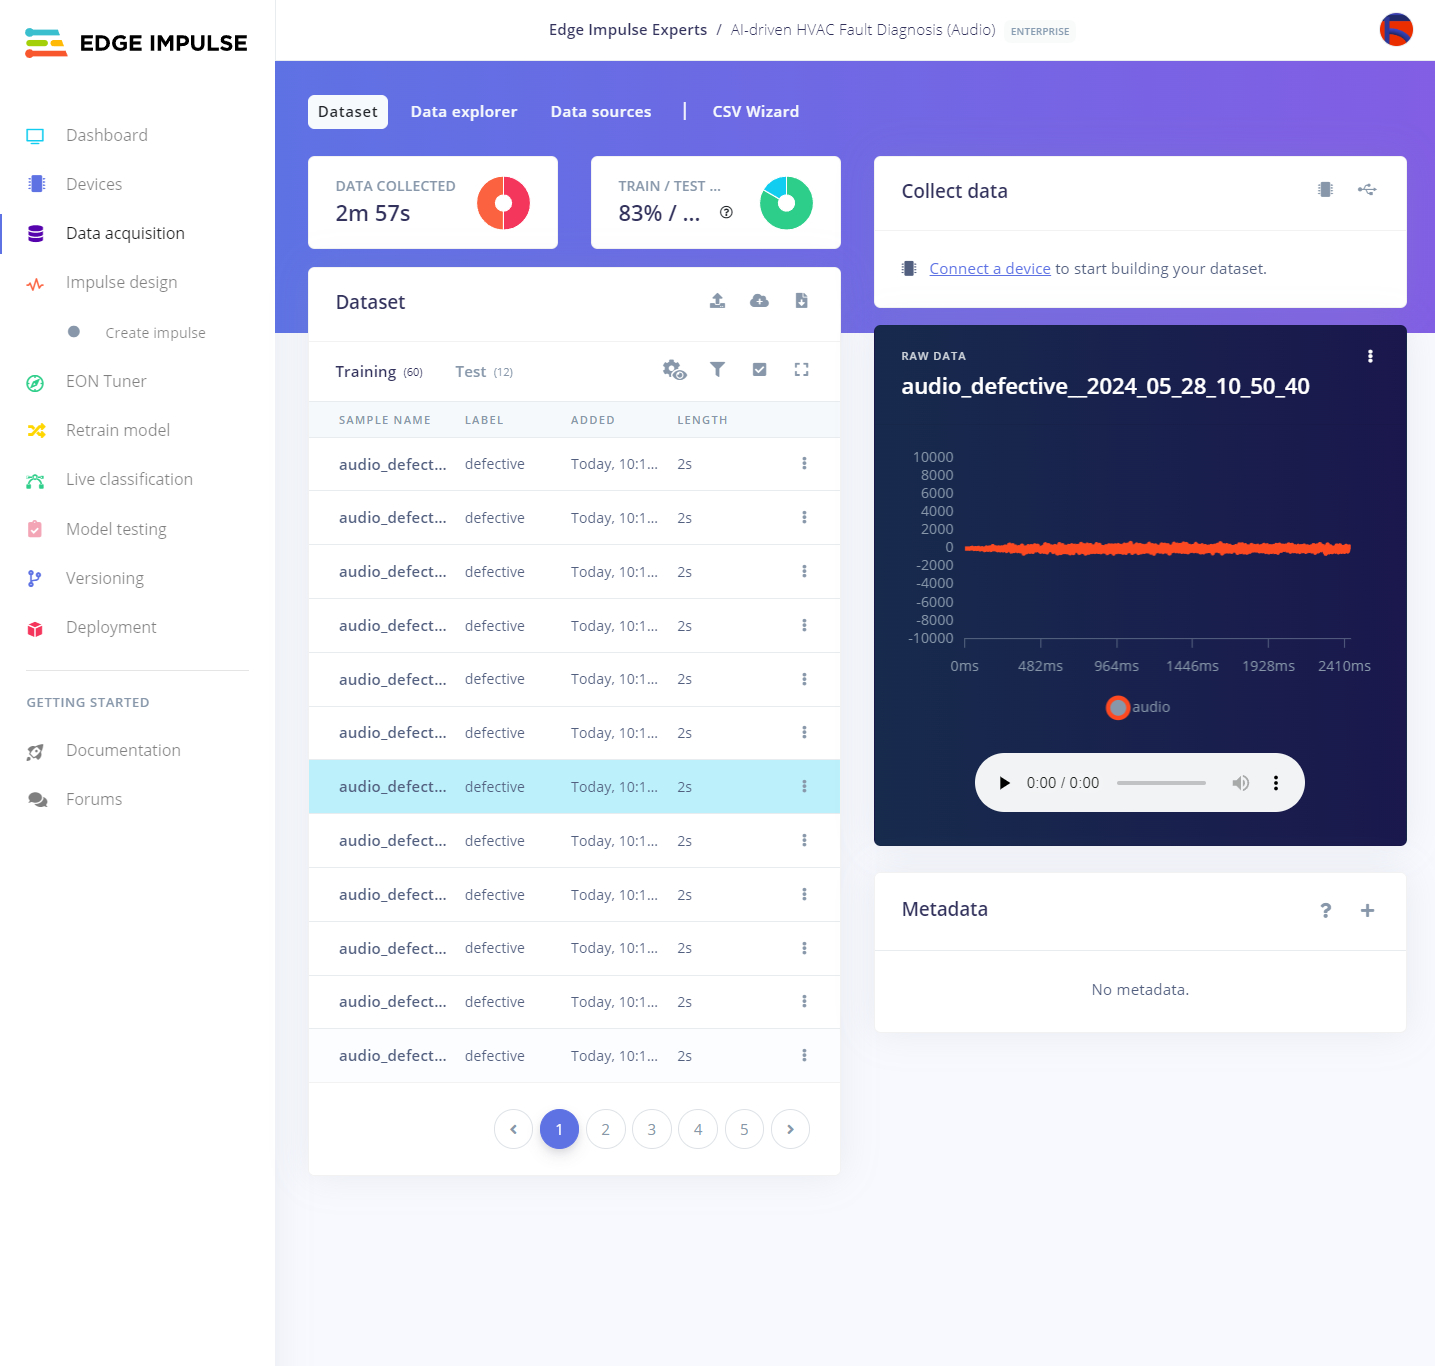 EDGE IMPULSE
Edge Impulse Experts / AI-driven HVAC Fault Diagnosis (Audio) ENTERPRISE
Dashboard
Devices
Data acquisition
Impulse design
Create impulse
EON Tuner
Retrain model
Live classification
Model testing
Versioning
Deployment
GETTING STARTED
Documentation
Forums
Dataset Data explorer Data sources | CSV Wizard
DATA COLLECTED
2m 57s
TRAIN / TEST ...
83% / ...
Dataset
Training (60) Test (12)
SAMPLE NAME LABEL ADDED LENGTH
audio_defect... defective Today, 10:1... 2s
audio_defect... defective Today, 10:1... 2s
audio_defect... defective Today, 10:1... 2s
audio_defect... defective Today, 10:1... 2s
audio_defect... defective Today, 10:1... 2s
audio_defect... defective Today, 10:1... 2s
audio_defect... defective Today, 10:1... 2s
audio_defect... defective Today, 10:1... 2s
audio_defect... defective Today, 10:1... 2s
audio_defect... defective Today, 10:1... 2s
audio_defect... defective Today, 10:1... 2s
audio_defect... defective Today, 10:1... 2s
1 2 3 4 5
Collect data
Connect a device to start building your dataset.
RAW DATA
audio_defective__2024_05_28_10_50_40
10000
8000
6000
4000
2000
0
-2000
-4000
-6000
-8000
-10000
0ms 482ms 964ms 1446ms 1928ms 2410ms
audio
0:00 / 0:00
Metadata
No metadata.